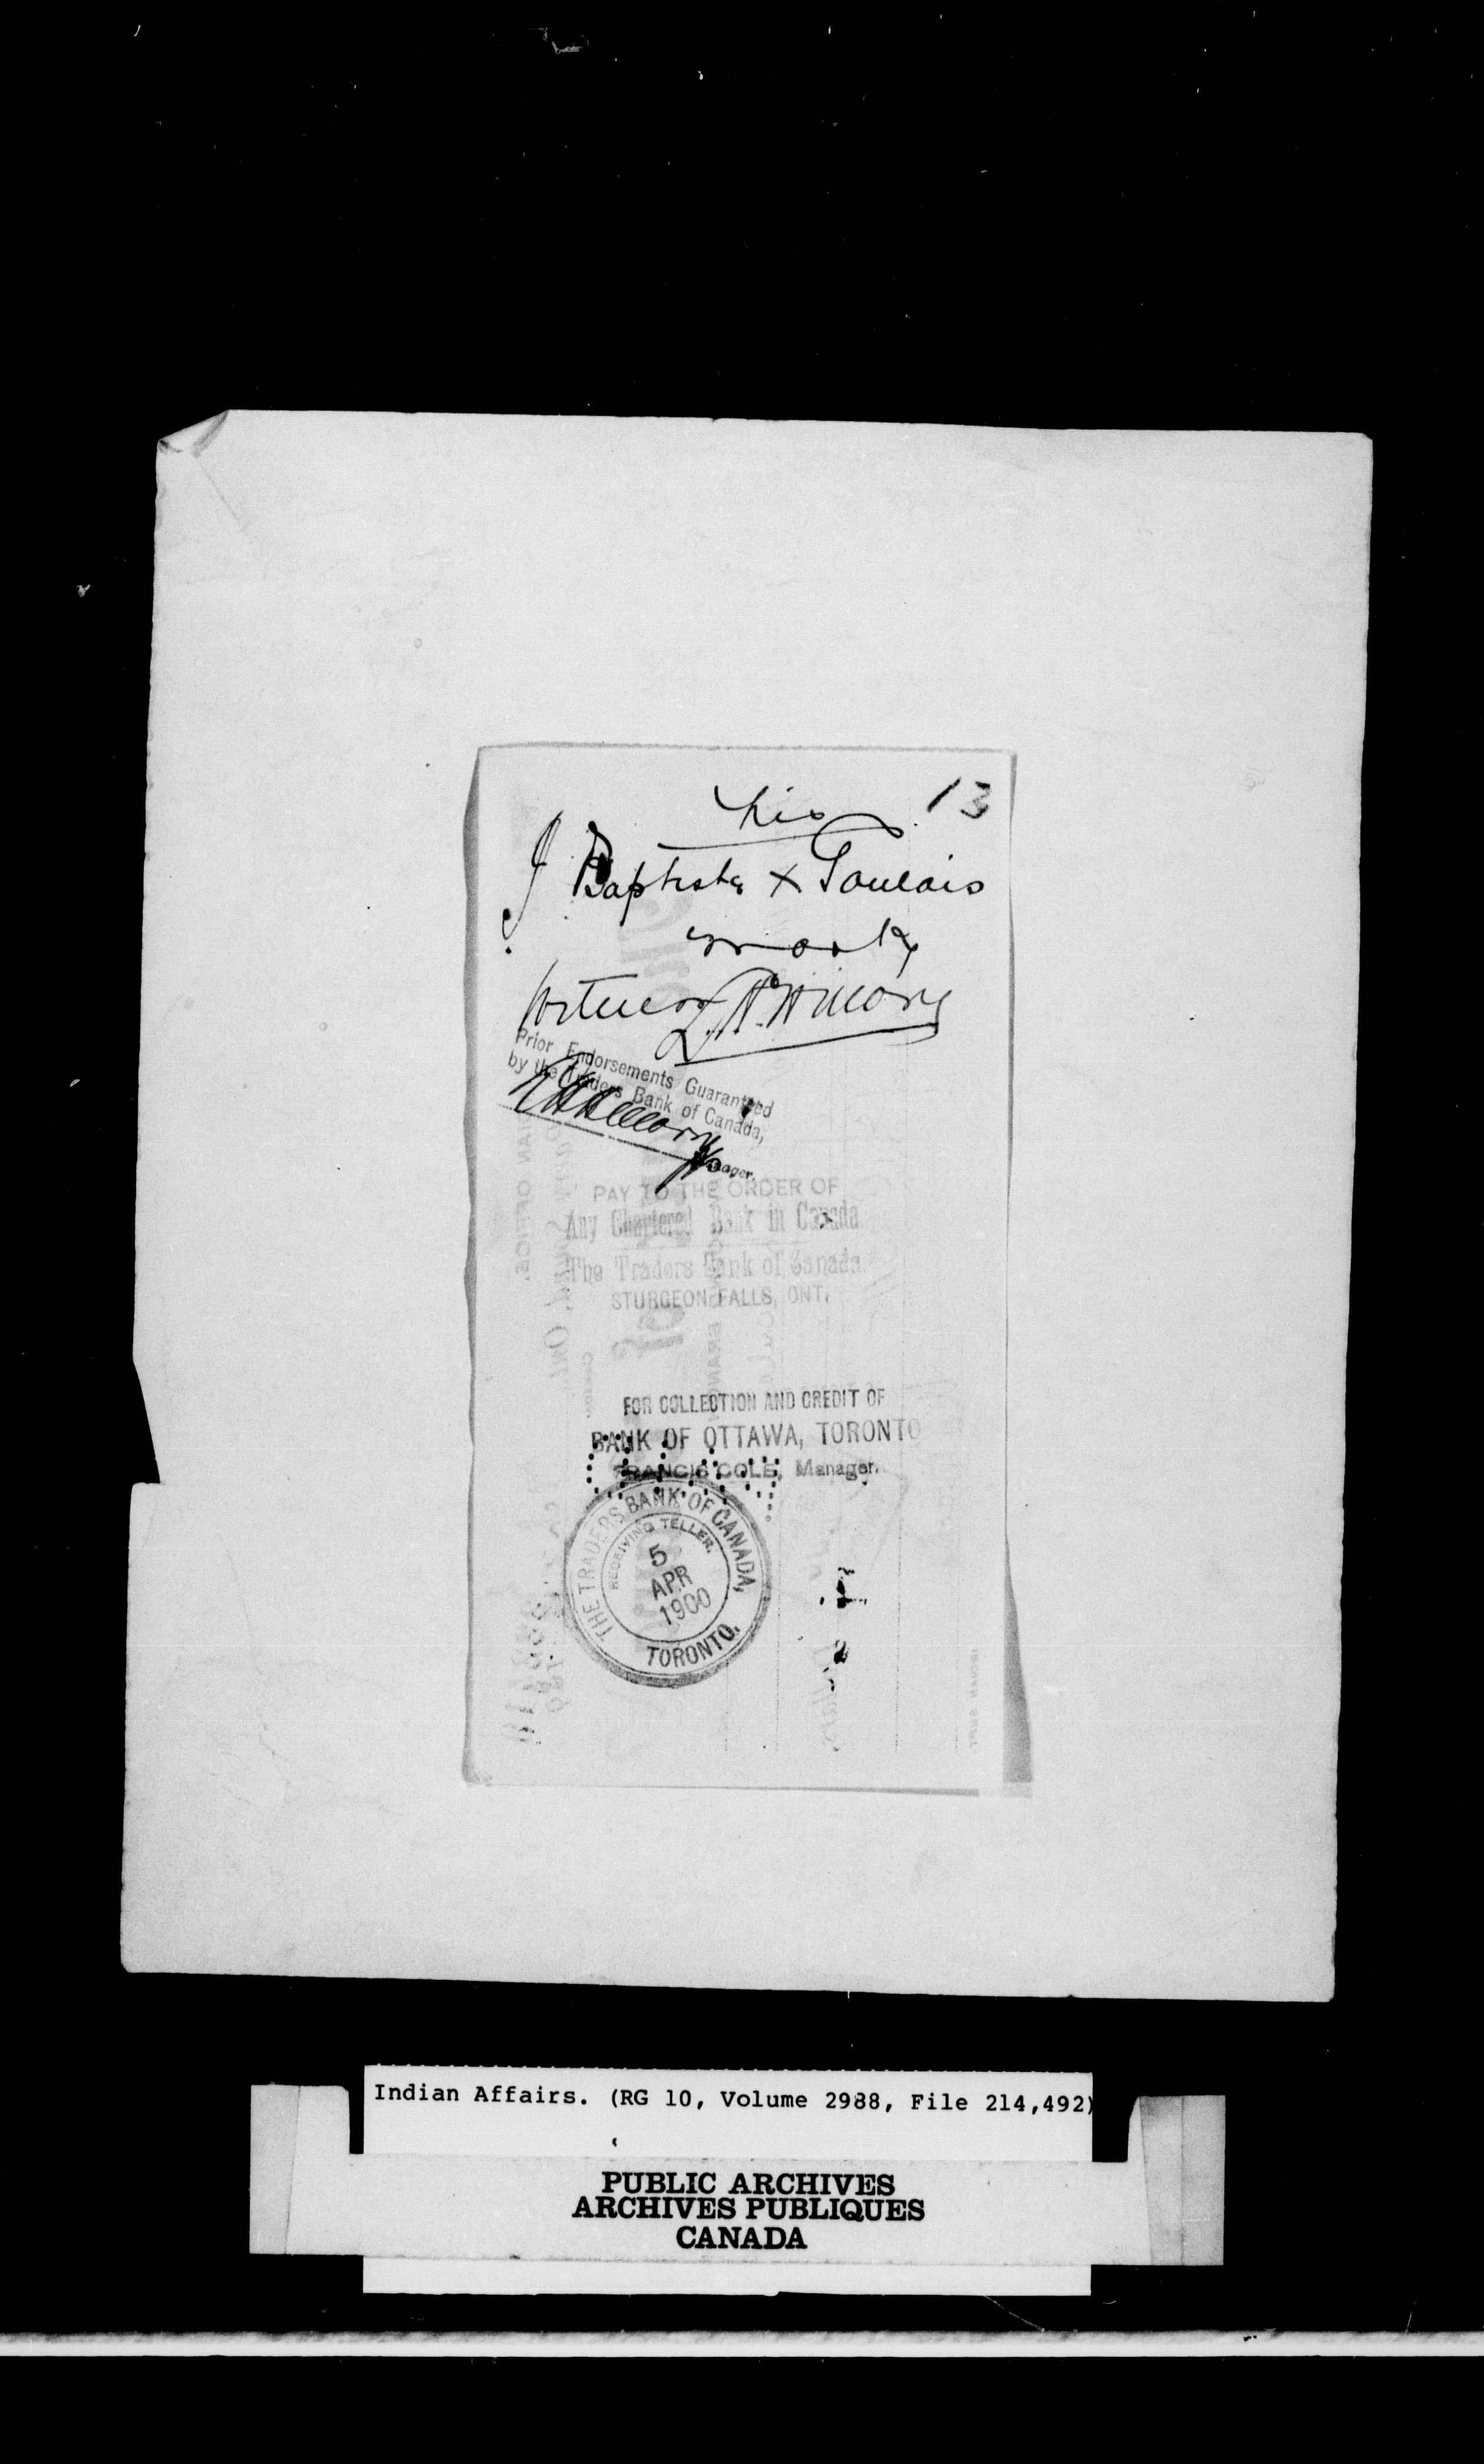 13
his
J Baptiste X Goulais
mark
Witness
Prior Endorsements Guaranteed
by the Traders Bank of Canada,
Manager.
PAY TO THE ORDER OF
Any Chartered Bank in Canada.
The Traders Bank of Canada.
STURGEON FALLS, ONT.
FOR COLLECTION AND CREDIT OF
BANK OF OTTAWA, TORONTO
FRANCIS COLE, Manager.
THE TRADERS BANK OF CANADA,
RECEIVING TELLER.
5
APR
1900
TORONTO.
Indian Affairs. (RG 10, Volume 2988, File 214,492)
PUBLIC ARCHIVES
ARCHIVES PUBLIQUES
CANADA